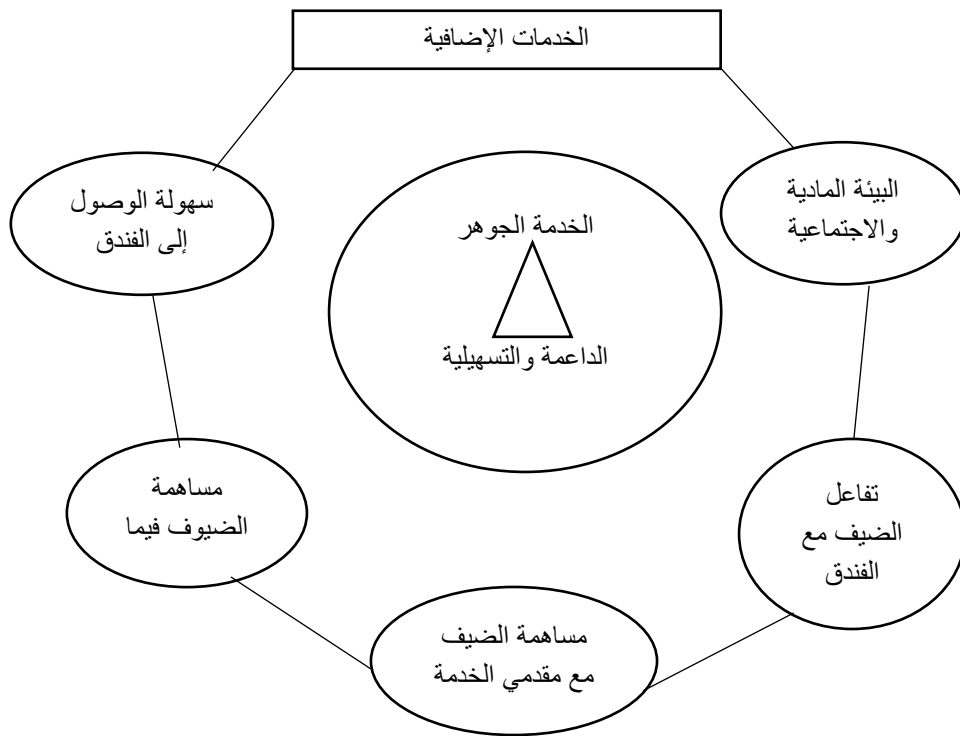 الخدمات الإضافية
البيئة المادية
والاجتماعية
سهولة الوصول
إلى الفندق
الخدمة الجوهر
الداعمة والتسهيلية
تفاعل
الضيف مع
الفندق
مساهمة
الضيوف فيما
مساهمة الضيف
مع مقدمي الخدمة